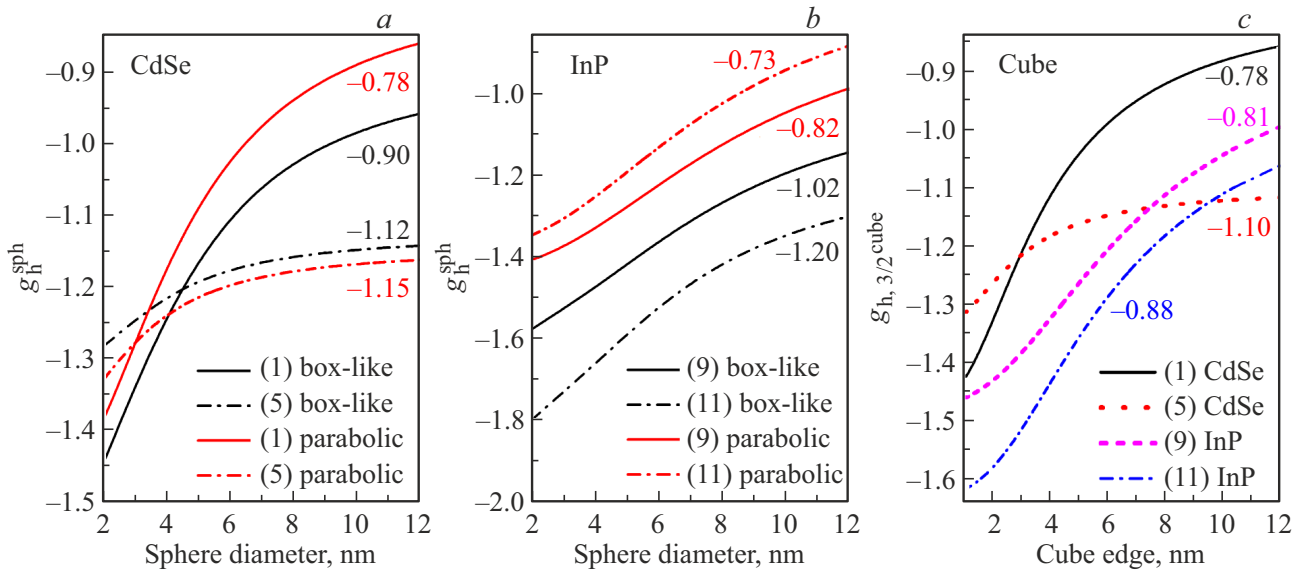 a
CdSe
g_h^sph
−0.9
−1.0
−1.1
−1.2
−1.3
−1.4
−1.5
−0.78
−0.90
−1.12
−1.15
(1) box-like
(5) box-like
(1) parabolic
(5) parabolic
2 4 6 8 10 12
Sphere diameter, nm
b
InP
g_h^sph
−1.0
−1.2
−1.4
−1.6
−1.8
−2.0
−0.73
−0.82
−1.02
−1.20
(9) box-like
(11) box-like
(9) parabolic
(11) parabolic
2 4 6 8 10 12
Sphere diameter, nm
c
Cube
g_h, 3/2^cube
−0.9
−1.0
−1.1
−1.2
−1.3
−1.4
−1.5
−1.6
−0.78
−0.81
−1.10
−0.88
(1) CdSe
(5) CdSe
(9) InP
(11) InP
2 4 6 8 10 12
Cube edge, nm